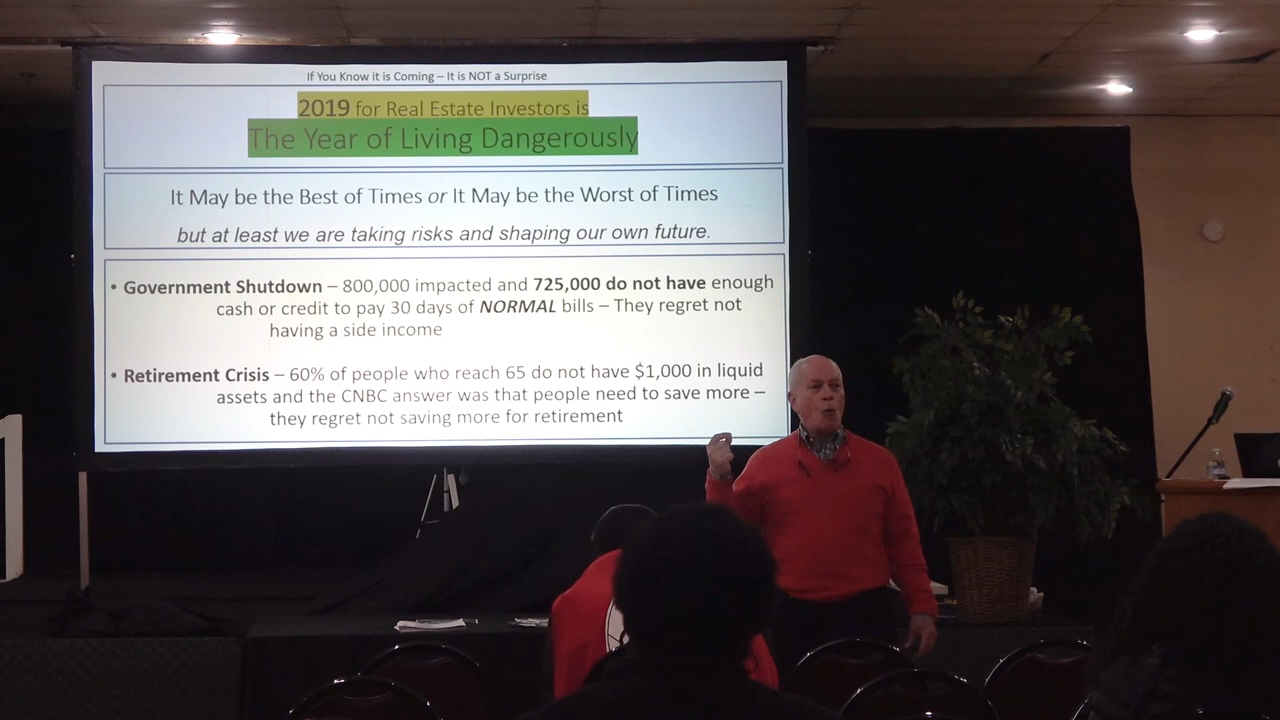 If You Know it is Coming – It is NOT a Surprise
2019 for Real Estate Investors is
The Year of Living Dangerously
It May be the Best of Times or It May be the Worst of Times
but at least we are taking risks and shaping our own future.
• Government Shutdown – 800,000 impacted and 725,000 do not have enough
cash or credit to pay 30 days of NORMAL bills – They regret not
having a side income
• Retirement Crisis – 60% of people who reach 65 do not have $1,000 in liquid
assets and the CNBC answer was that people need to save more –
they regret not saving more for retirement